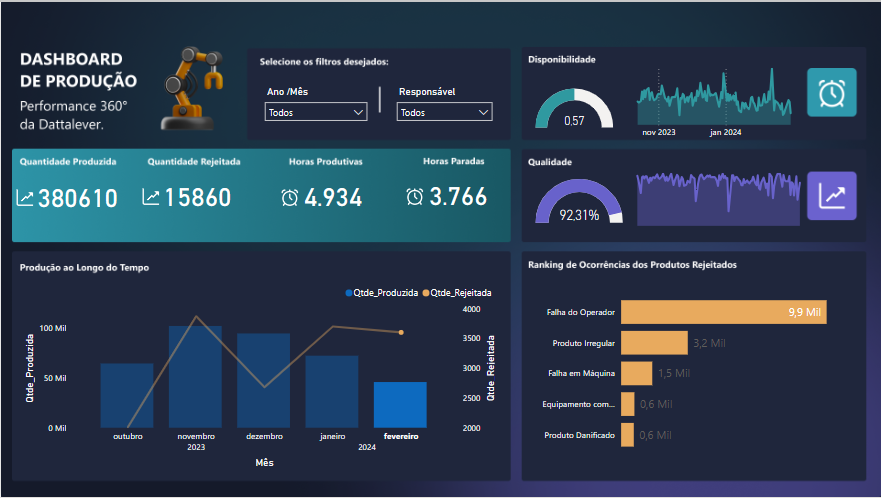 DASHBOARD
DE PRODUÇÃO
Performance 360°
da Dattalever.
Selecione os filtros desejados:
Ano /Mês
Todos
Responsável
Todos
Disponibilidade
0,57
nov 2023
jan 2024
Quantidade Produzida
380610
Quantidade Rejeitada
15860
Horas Produtivas
4.934
Horas Paradas
3.766
Qualidade
92,31%
Produção ao Longo do Tempo
Qtde_Produzida
Qtde_Rejeitada
Qtde_Produzida
100 Mil
50 Mil
0 Mil
4000
3500
3000
2500
2000
Qtde_Rejeitada
outubro
novembro
dezembro
janeiro
fevereiro
2023
2024
Mês
Ranking de Ocorrências dos Produtos Rejeitados
Falha do Operador
9,9 Mil
Produto Irregular
3,2 Mil
Falha em Máquina
1,5 Mil
Equipamento com...
0,6 Mil
Produto Danificado
0,6 Mil